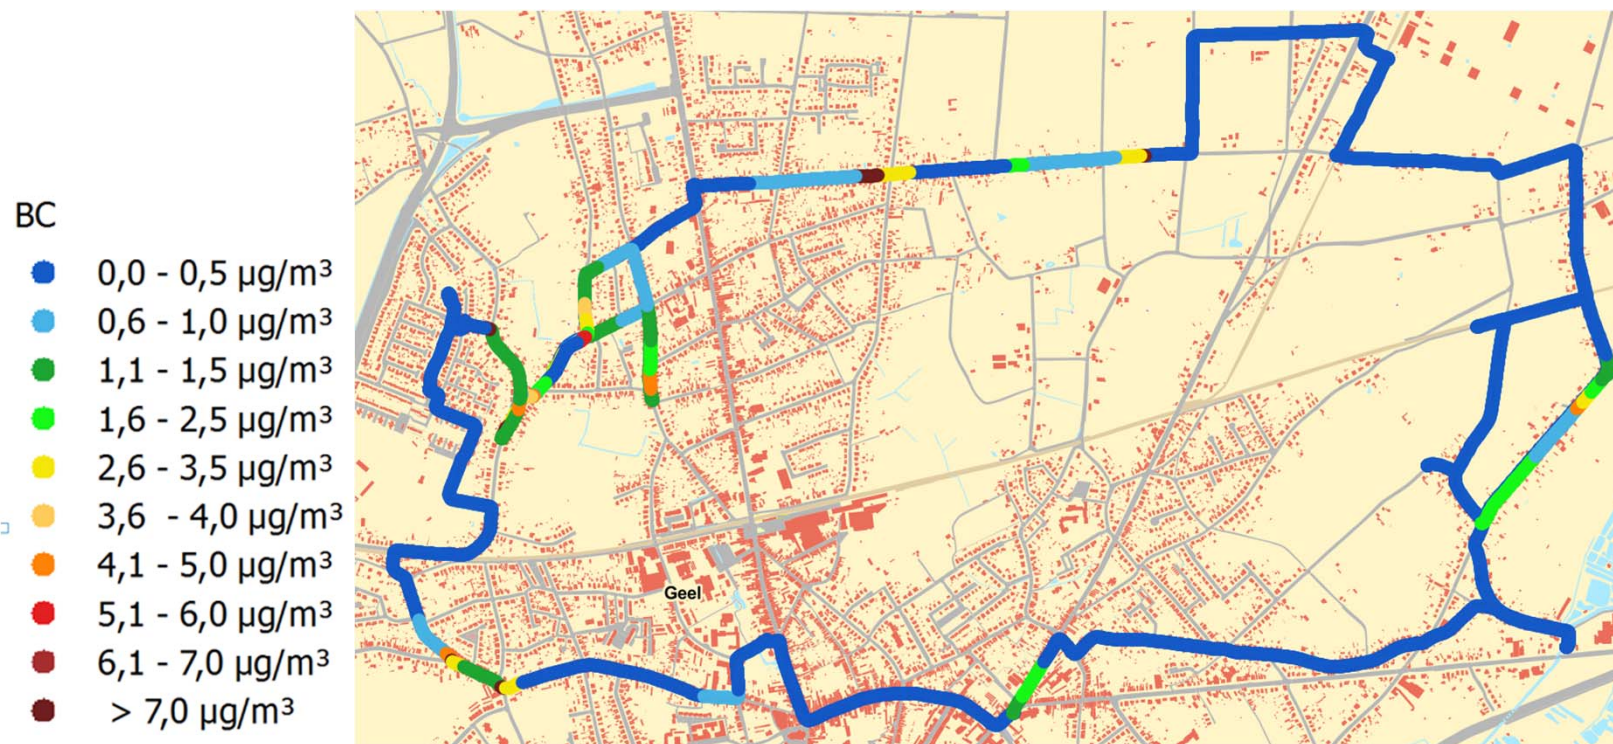 BC
0,0 - 0,5 µg/m³
0,6 - 1,0 µg/m³
1,1 - 1,5 µg/m³
1,6 - 2,5 µg/m³
2,6 - 3,5 µg/m³
3,6  - 4,0 µg/m³
4,1 - 5,0 µg/m³
5,1 - 6,0 µg/m³
6,1 - 7,0 µg/m³
> 7,0 µg/m³
Geel